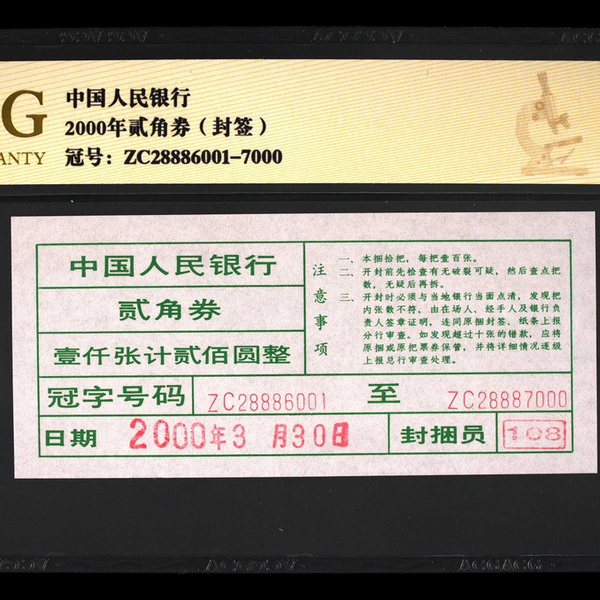 G
ANTY
中国人民银行
2000年贰角券（封签）
冠号：ZC28886001-7000
中国人民银行
贰角券
壹仟张计贰佰圆整
注意事项
一、本捆拾把，每把壹百张。
二、开封前先检查有无破裂可疑，然后查点把
数，无疑后再拆。
三、开封时必须与当地银行当面点清，发现把
内张数不符，由在场人、经手人及银行负
责人签章证明，连同原捆封签、纸条上报
分行审查。如发现超过十张的错款，应将
原捆或原把票券保管，并将详细情况逐级
上报总行审查处理。
冠字号码 ZC28886001 至 ZC28887000
日期 2000年3月30日 封捆员 108
ACGACG